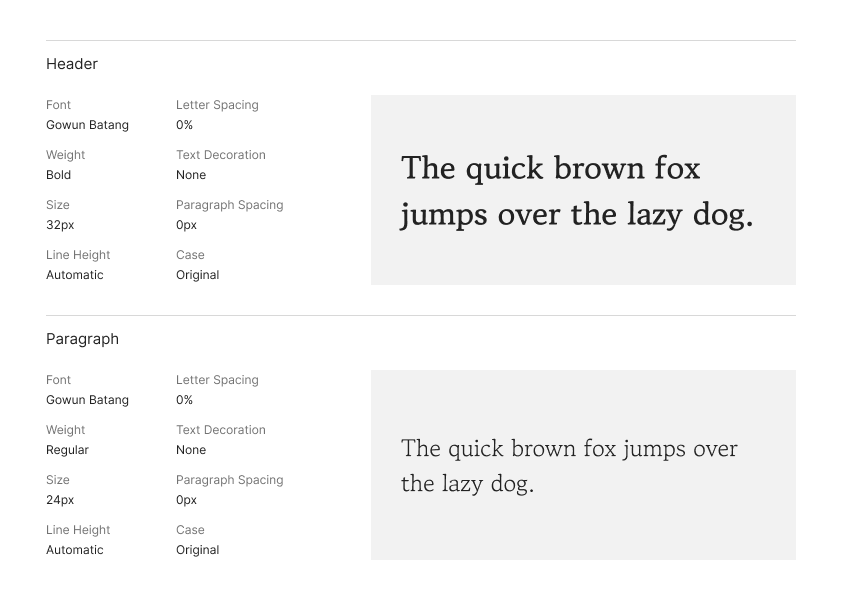 Header
Font
Gowun Batang
Letter Spacing
0%
Weight
Bold
Text Decoration
None
Size
32px
Paragraph Spacing
0px
Line Height
Automatic
Case
Original
The quick brown fox
jumps over the lazy dog.
Paragraph
Font
Gowun Batang
Letter Spacing
0%
Weight
Regular
Text Decoration
None
Size
24px
Paragraph Spacing
0px
Line Height
Automatic
Case
Original
The quick brown fox jumps over
the lazy dog.